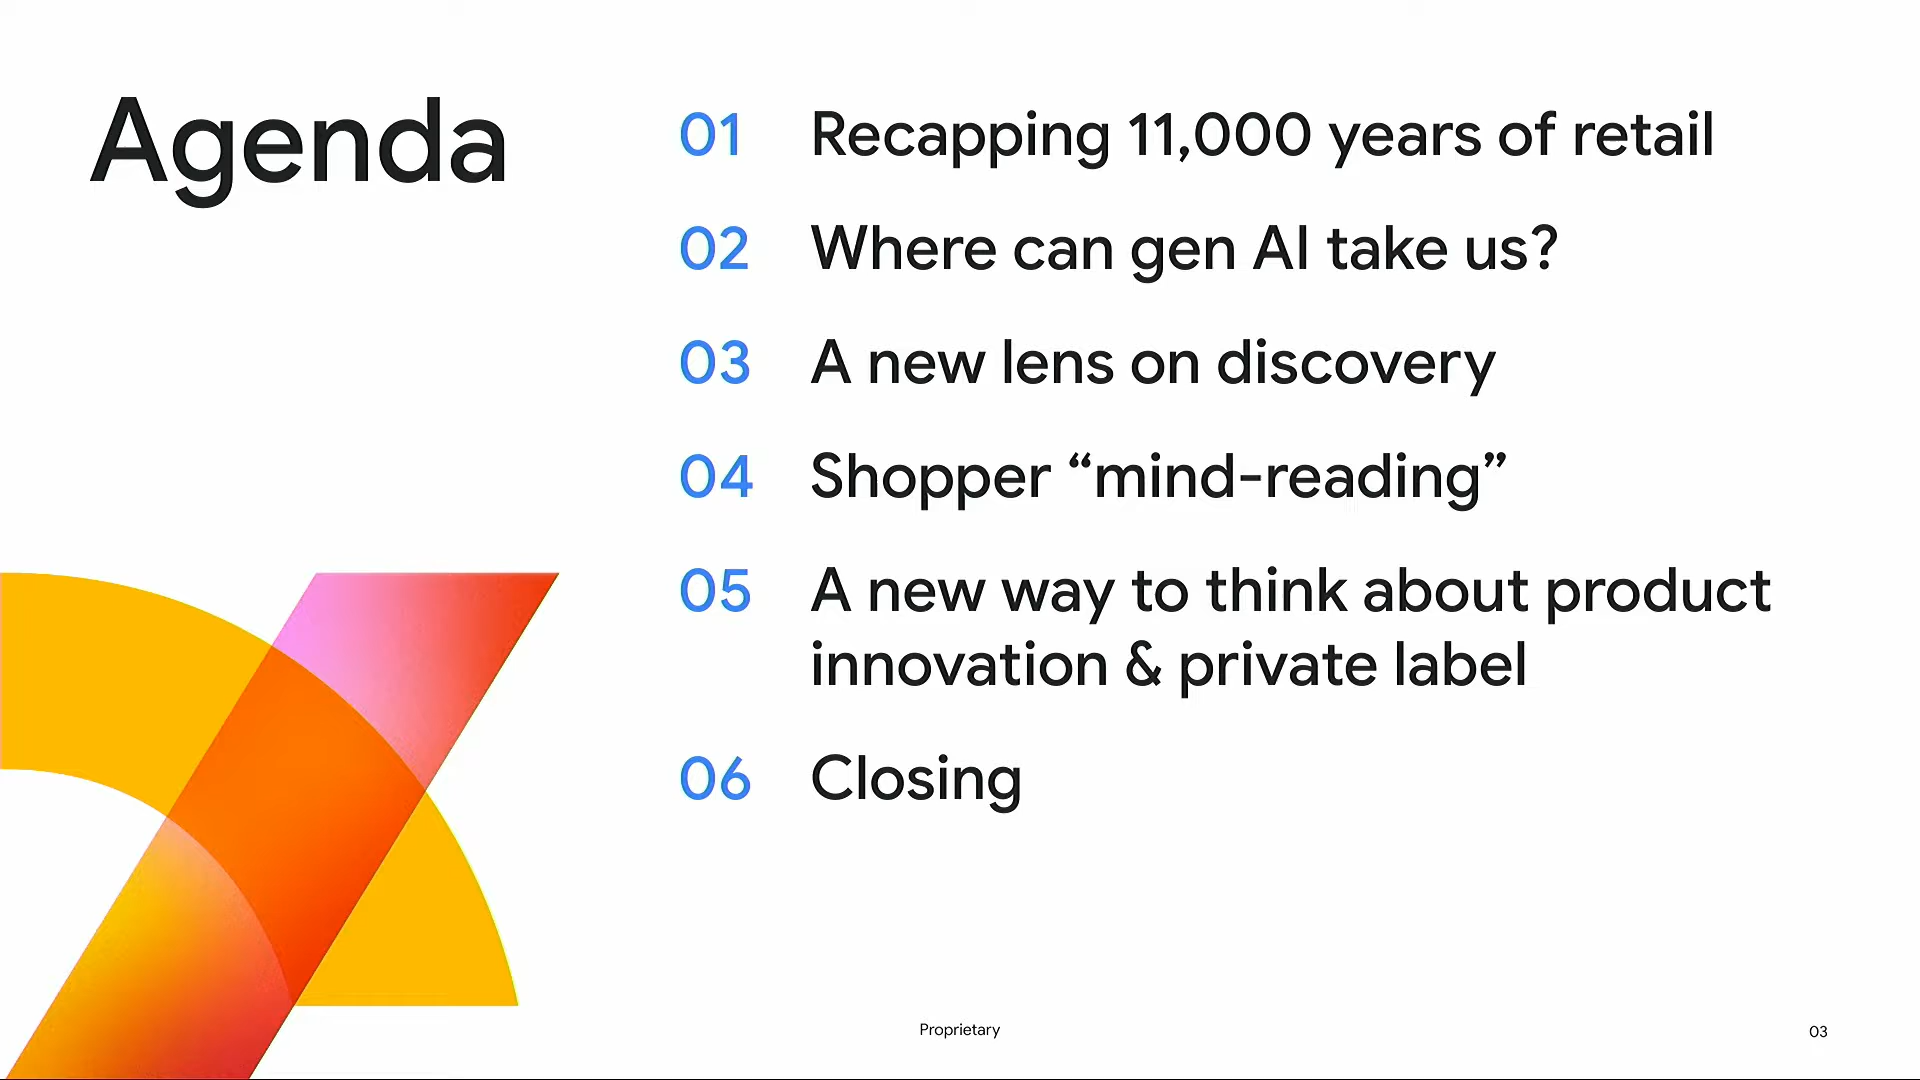 Agenda
01 Recapping 11,000 years of retail
02 Where can gen AI take us?
03 A new lens on discovery
04 Shopper “mind-reading”
05 A new way to think about product
innovation & private label
06 Closing
Proprietary
03